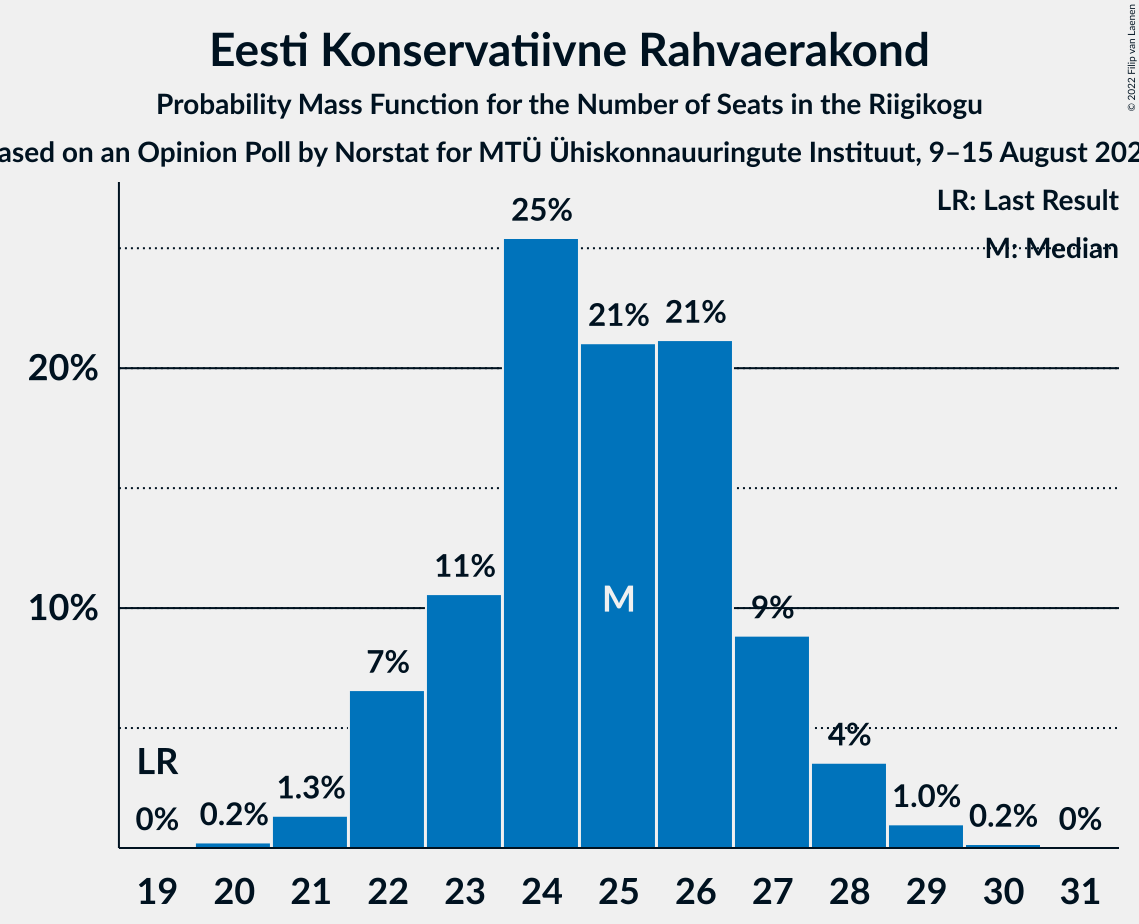 Eesti Konservatiivne Rahvaerakond
Probability Mass Function for the Number of Seats in the Riigikogu
ased on an Opinion Poll by Norstat for MTÜ Ühiskonnauuringute Instituut, 9–15 August 202
© 2022 Filip van Laenen
LR: Last Result
M: Median
25%
21%
21%
20%
11%
10%
M
9%
7%
4%
LR
1.3%
1.0%
0%
0.2%
0.2%
0%
19 20 21 22 23 24 25 26 27 28 29 30 31